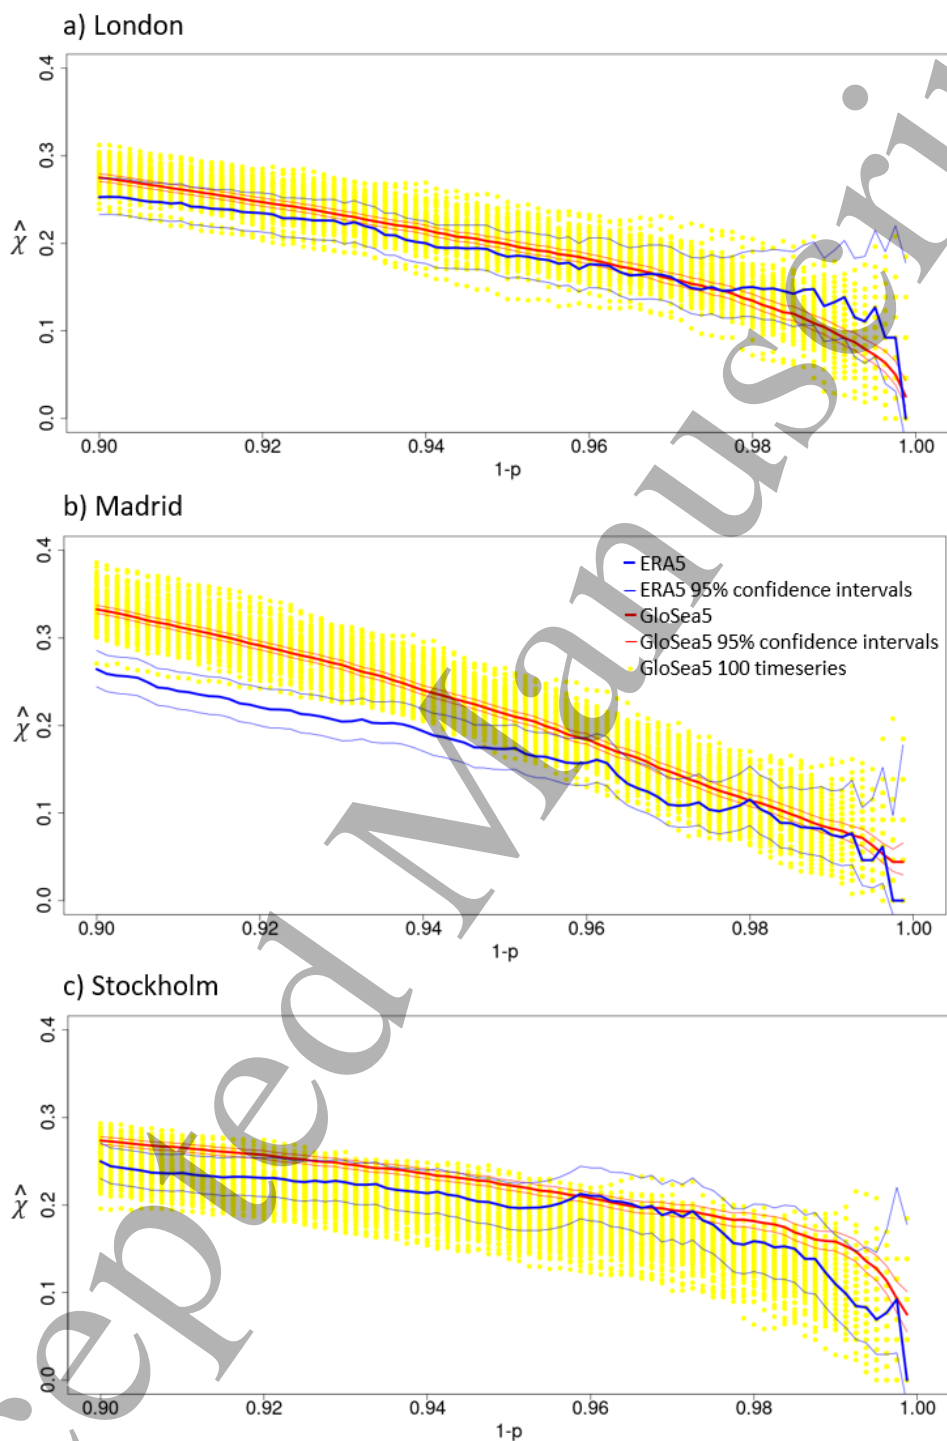 a) London
0.4
0.3
0.2
0.1
0.0
χ̂
0.90 0.92 0.94 0.96 0.98 1.00
1-p
b) Madrid
0.4
0.3
0.2
0.1
0.0
χ̂
ERA5
ERA5 95% confidence intervals
GloSea5
GloSea5 95% confidence intervals
GloSea5 100 timeseries
0.90 0.92 0.94 0.96 0.98 1.00
1-p
c) Stockholm
0.4
0.3
0.2
0.1
0.0
χ̂
0.90 0.92 0.94 0.96 0.98 1.00
1-p
epted Manuscri